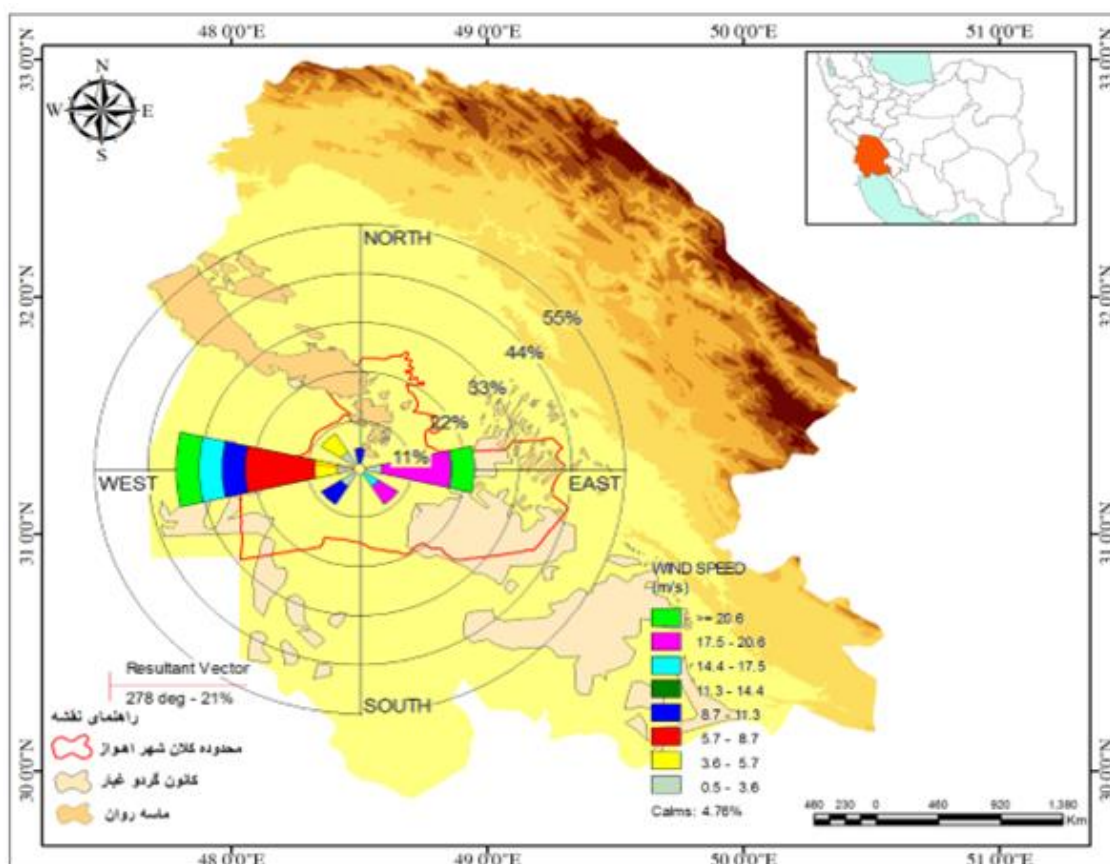 48 0'0"E 49 0'0"E 50 0'0"E 51 0'0"E
33 0'0"N
32 0'0"N
31 0'0"N
30 0'0"N
N
W E
S
NORTH
55%
44%
33%
22%
11%
WEST
EAST
SOUTH
Resultant Vector
278 deg - 21%
راهنمای نقشه
محدوده کلان شهر اهواز
کانون گردو غبار
ماسه روان
WIND SPEED
(m/s)
>= 20.6
17.5 - 20.6
14.4 - 17.5
11.3 - 14.4
8.7 - 11.3
5.7 - 8.7
3.6 - 5.7
0.5 - 3.6
Calms: 4.76%
460 230 0 460 920 1,380
Km
48 0'0"E 49 0'0"E 50 0'0"E 51 0'0"E